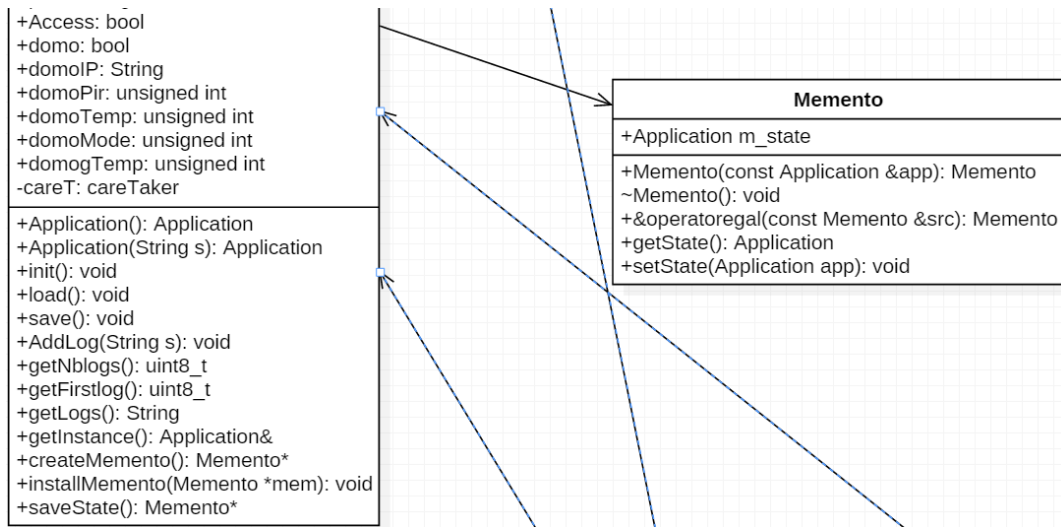 +Access: bool
+domo: bool
+domoIP: String
+domoPir: unsigned int
+domoTemp: unsigned int
+domoMode: unsigned int
+domogTemp: unsigned int
-careT: careTaker
+Application(): Application
+Application(String s): Application
+init(): void
+load(): void
+save(): void
+AddLog(String s): void
+getNblogs(): uint8_t
+getFirstlog(): uint8_t
+getLogs(): String
+getInstance(): Application&
+createMemento(): Memento*
+installMemento(Memento *mem): void
+saveState(): Memento*
Memento
+Application m_state
+Memento(const Application &app): Memento
~Memento(): void
+&operatoregal(const Memento &src): Memento
+getState(): Application
+setState(Application app): void